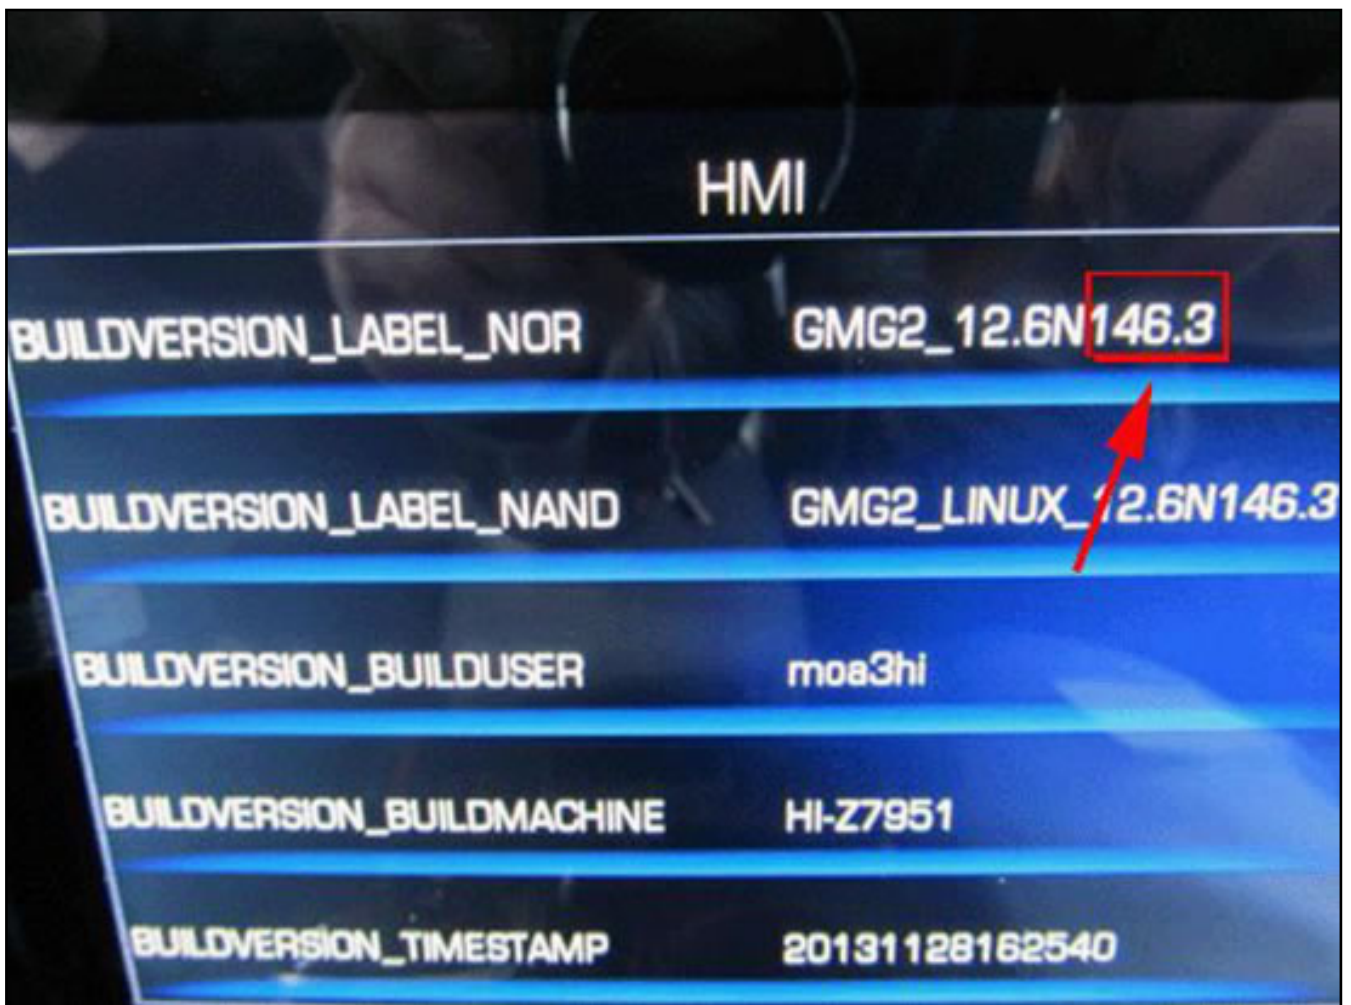 HMI
BUILDVERSION_LABEL_NOR GMG2_12.6N146.3
BUILDVERSION_LABEL_NAND GMG2_LINUX_12.6N146.3
BUILDVERSION_BUILDUSER moa3hi
BUILDVERSION_BUILDMACHINE HI-Z7951
BUILDVERSION_TIMESTAMP 20131128162540